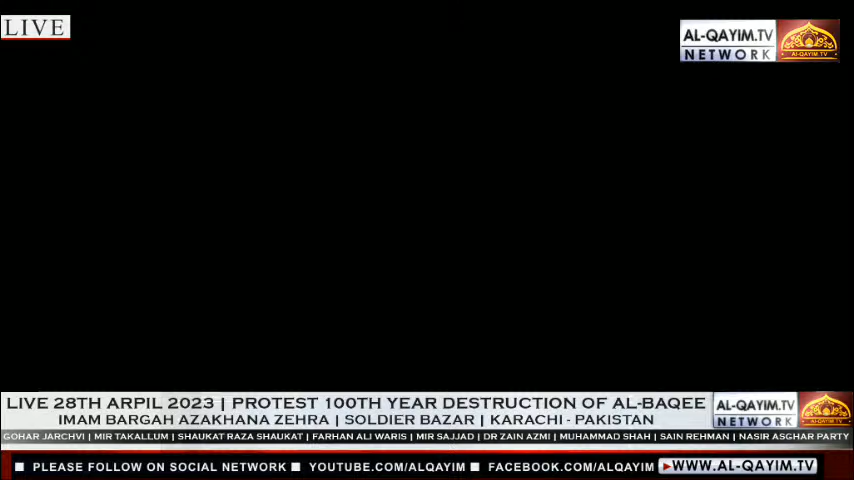 LIVE
AL-QAYIM.TV
NETWORK
AL-QAYIM.TV
LIVE 28TH ARPIL 2023 | PROTEST 100TH YEAR DESTRUCTION OF AL-BAQEE
IMAM BARGAH AZAKHANA ZEHRA | SOLDIER BAZAR | KARACHI - PAKISTAN
AL-QAYIM.TV
NETWORK
AL-QAYIM.TV
GOHAR JARCHVI | MIR TAKALLUM | SHAUKAT RAZA SHAUKAT | FARHAN ALI WARIS | MIR SAJJAD | DR ZAIN AZMI | MUHAMMAD SHAH | SAIN REHMAN | NASIR ASGHAR PARTY
PLEASE FOLLOW ON SOCIAL NETWORK YOUTUBE.COM/ALQAYIM FACEBOOK.COM/ALQAYIM WWW.AL-QAYIM.TV